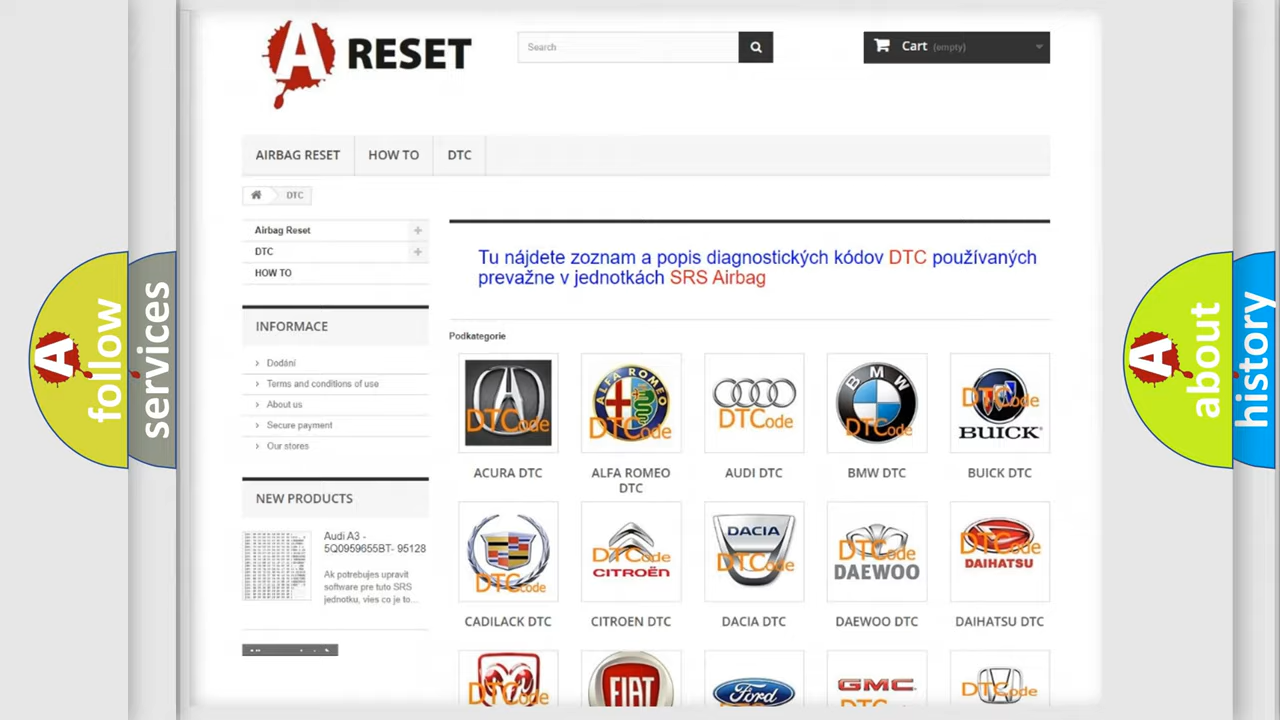 A RESET
Search
Cart (empty)
AIRBAG RESET
HOW TO
DTC
DTC
Airbag Reset
DTC
HOW TO
Tu nájdete zoznam a popis diagnostických kódov DTC používaných
prevažne v jednotkách SRS Airbag
INFORMACE
Dodání
Terms and conditions of use
About us
Secure payment
Our stores
NEW PRODUCTS
Audi A3 -
5Q0959655BT- 95128
Ak potrebujes upravit
software pre tuto SRS
jednotku, vies co je to...
Podkategorie
DTCode
ALFA ROMEO
DTCode
DTCode
BMW
DTCode
DTCode
BUICK
ACURA DTC
ALFA ROMEO
DTC
AUDI DTC
BMW DTC
BUICK DTC
DTCode
DTCode
CITROËN
DACIA
DTCode
DTCode
DAEWOO
DTCode
DAIHATSU
CADILACK DTC
CITROEN DTC
DACIA DTC
DAEWOO DTC
DAIHATSU DTC
DTCode
FIAT
Ford
GMC
DTCode
A follow
services
A about
history